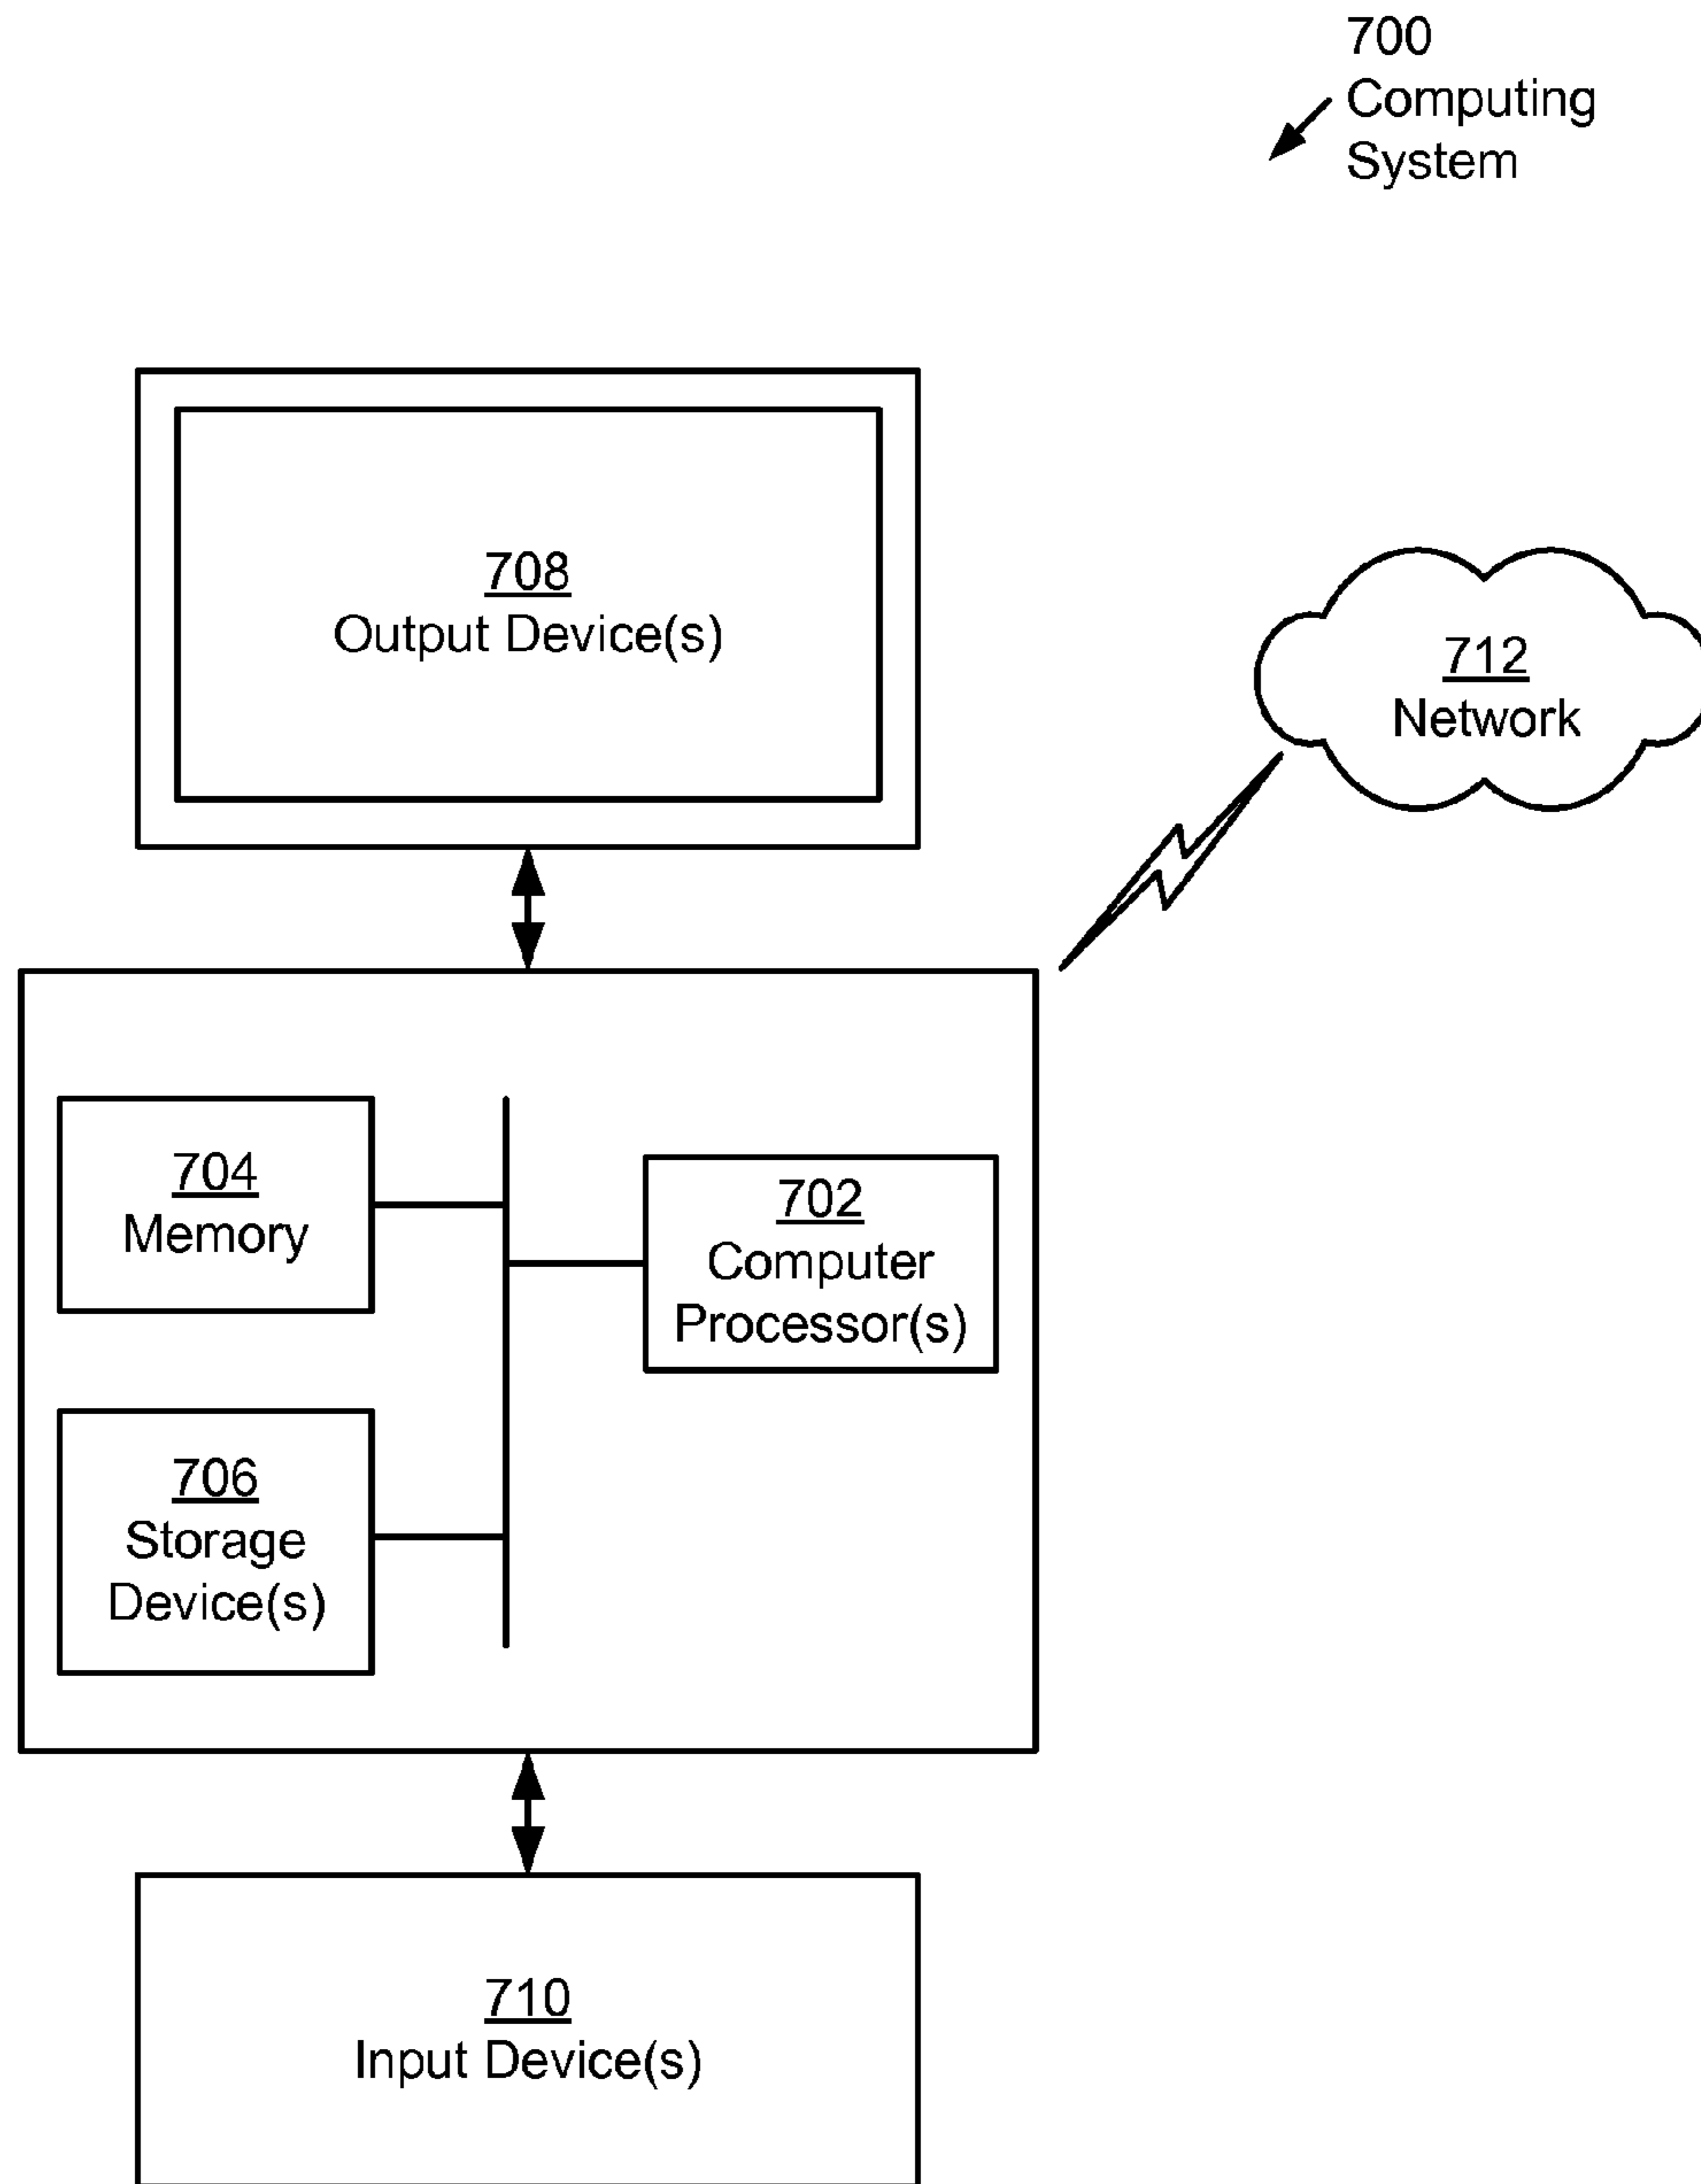 700
Computing
System
708
Output Device(s)
712
Network
704
Memory
702
Computer
Processor(s)
706
Storage
Device(s)
710
Input Device(s)